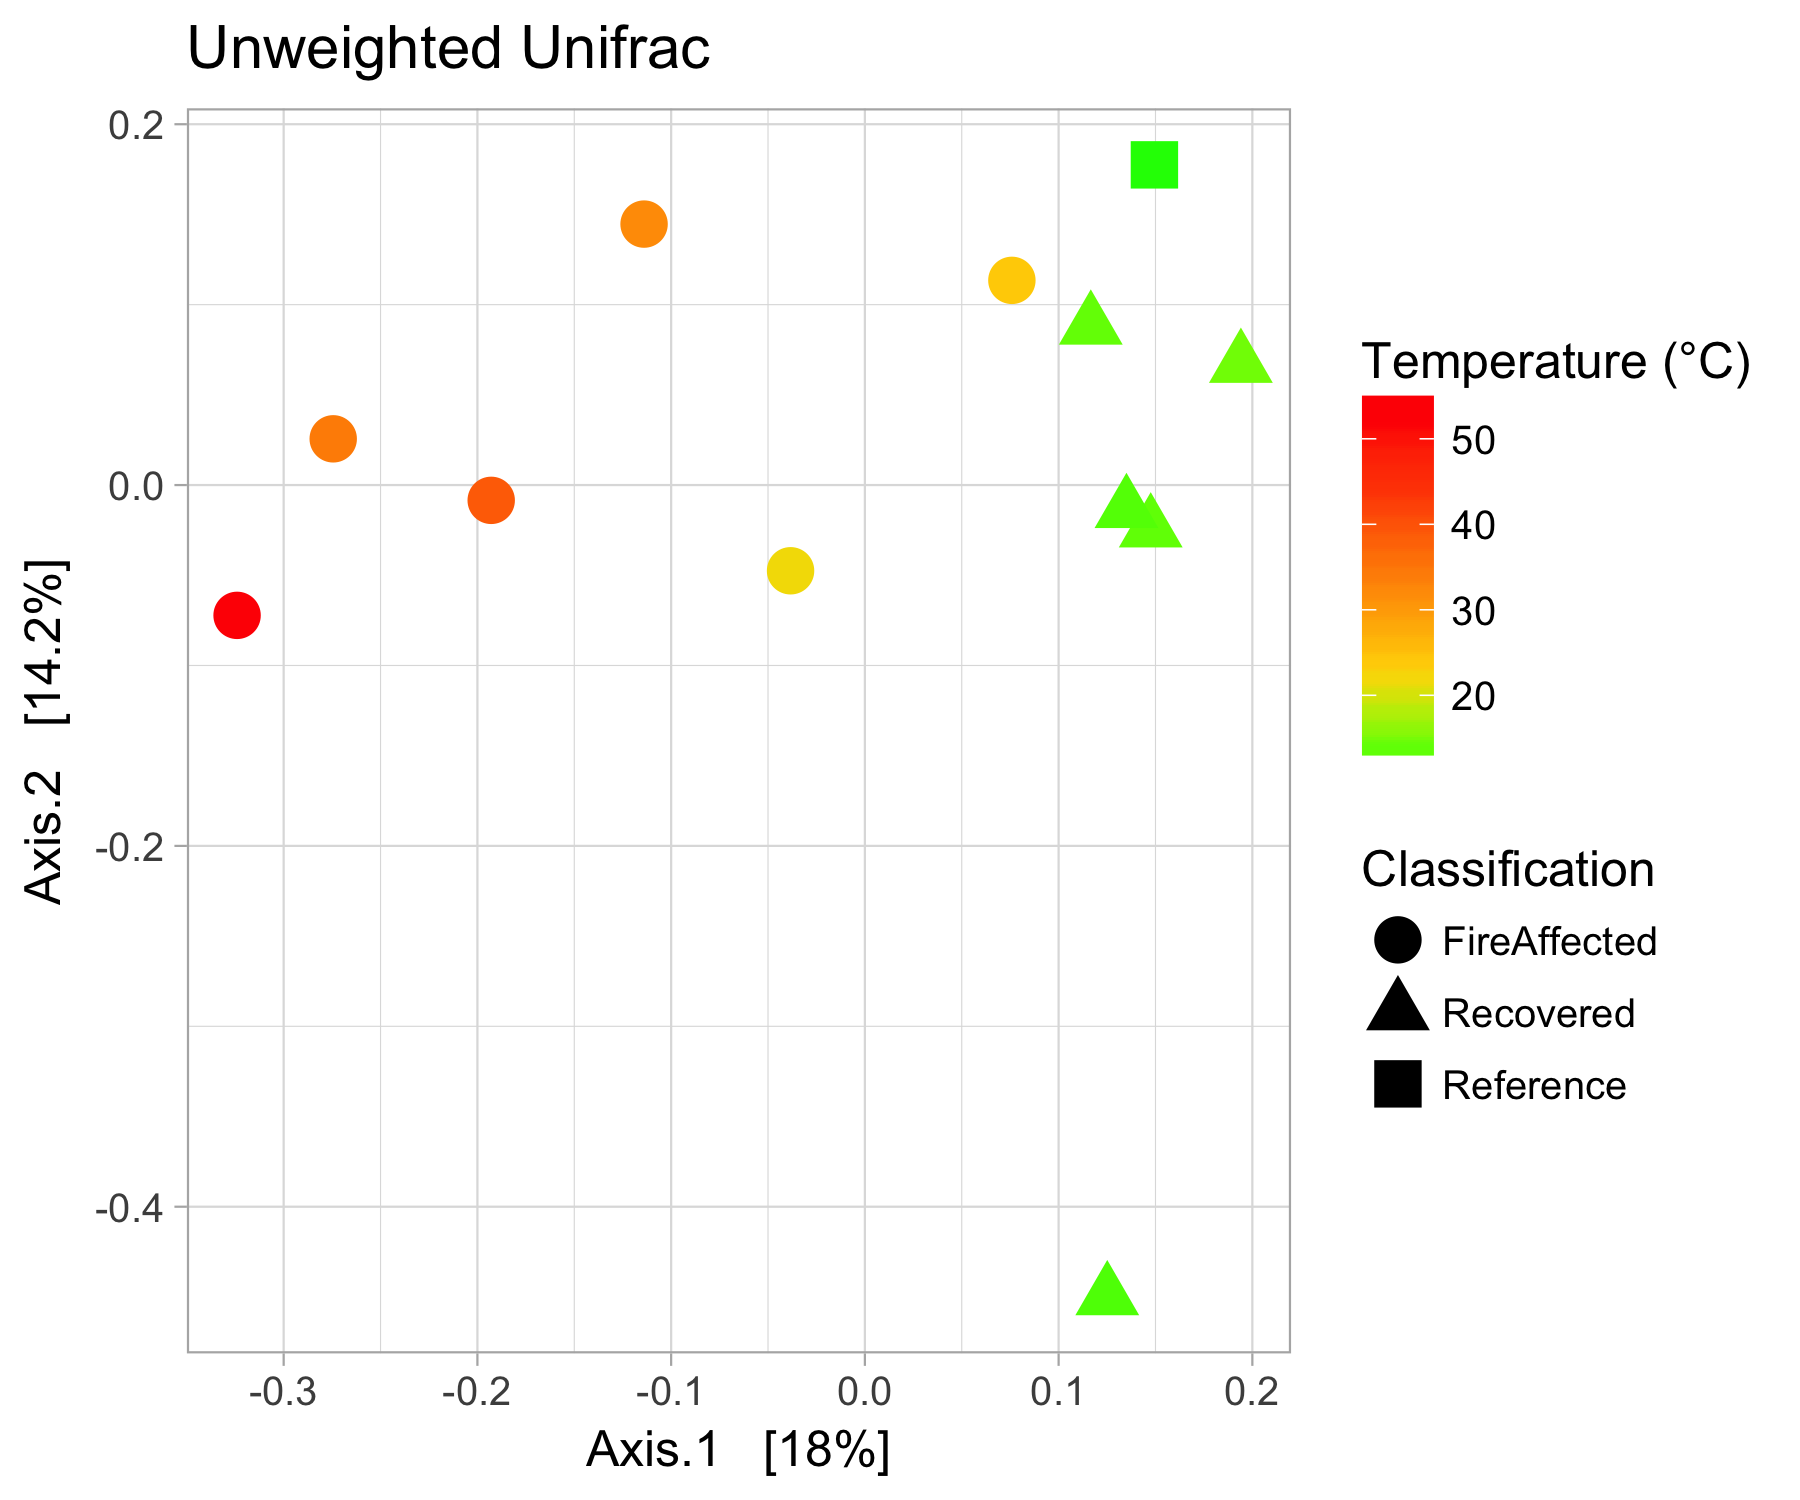 Unweighted Unifrac
0.2
0.0
-0.2
-0.4
Axis.2 [14.2%]
-0.3 -0.2 -0.1 0.0 0.1 0.2
Axis.1 [18%]
Temperature (°C)
50
40
30
20
Classification
FireAffected
Recovered
Reference